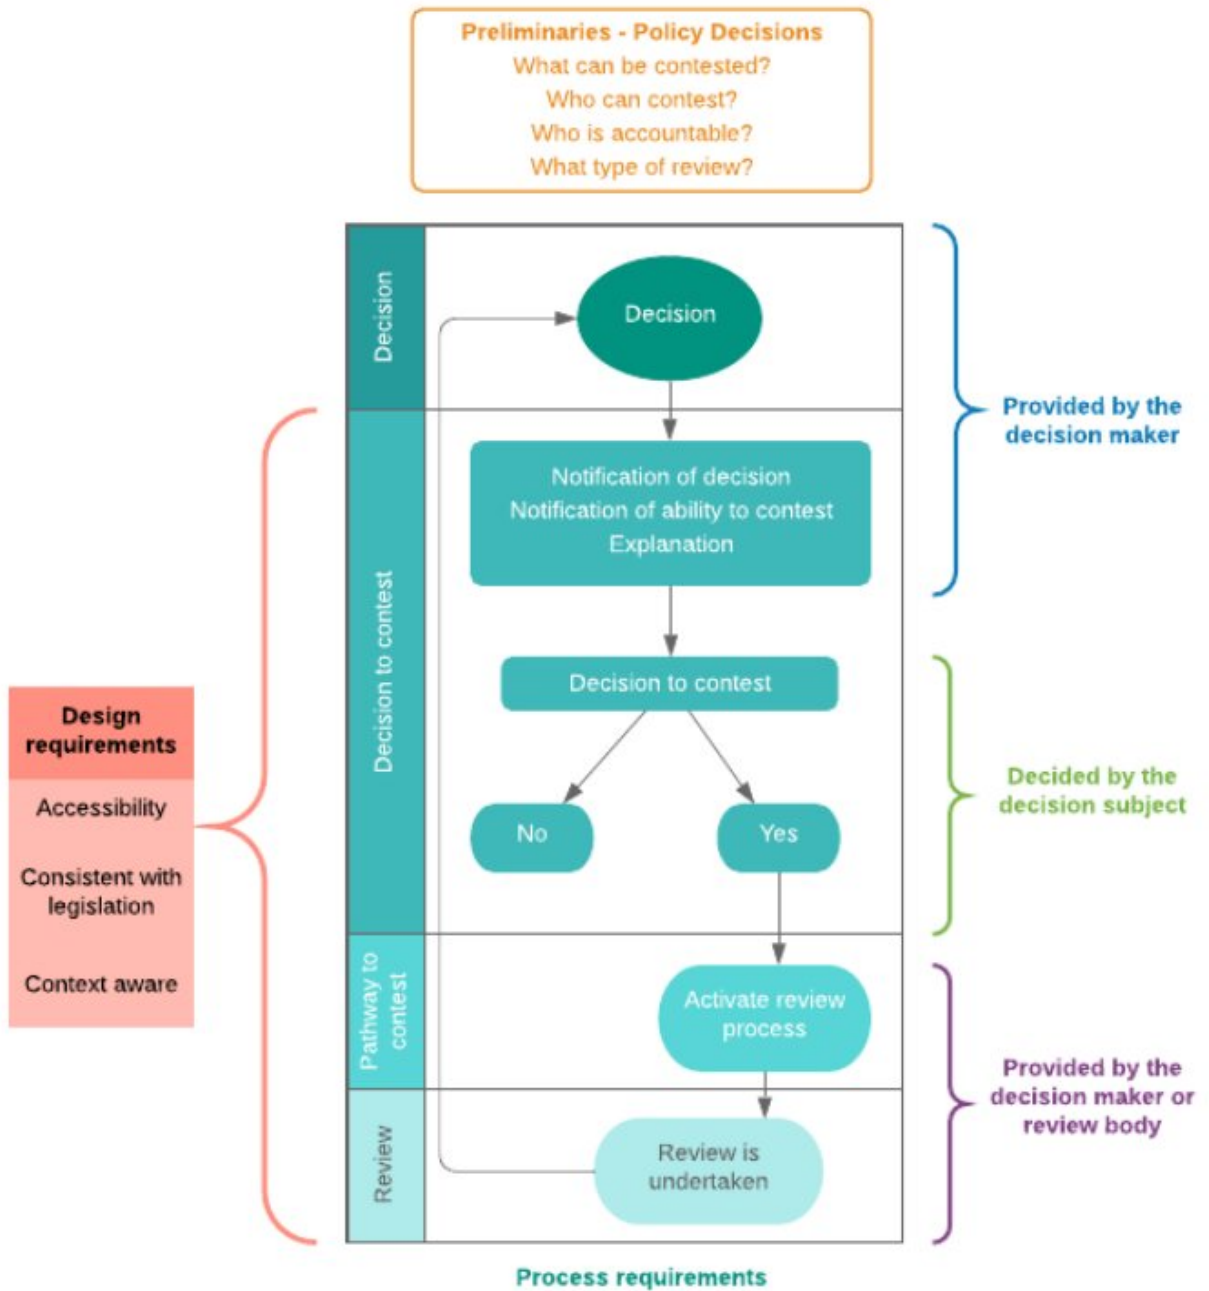 Preliminaries - Policy Decisions
What can be contested?
Who can contest?
Who is accountable?
What type of review?
Decision
Decision
Provided by the
decision maker
Decision to contest
Notification of decision
Notification of ability to contest
Explanation
Decision to contest
No
Yes
Decided by the
decision subject
Design
requirements
Accessibility
Consistent with
legislation
Context aware
Pathway to
contest
Activate review
process
Provided by the
decision maker or
review body
Review
Review is
undertaken
Process requirements